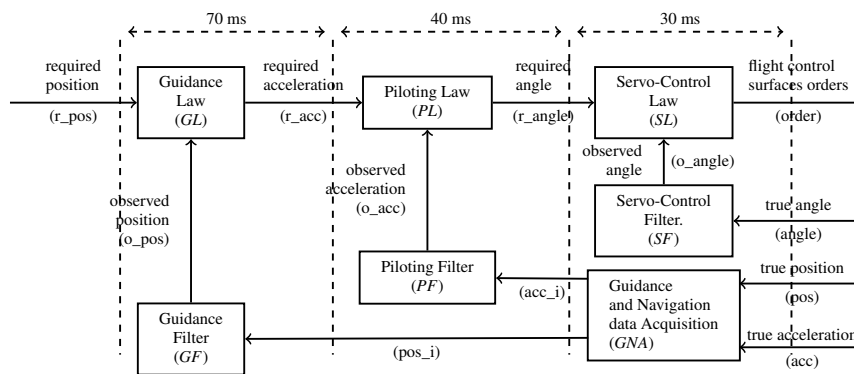 70 ms
40 ms
30 ms
required
position
(r_pos)
Guidance
Law
(GL)
required
acceleration
(r_acc)
Piloting Law
(PL)
required
angle
(r_angle)
Servo-Control
Law
(SL)
flight control
surfaces orders
(order)
observed
position
(o_pos)
observed
acceleration
(o_acc)
observed
angle
(o_angle)
Servo-Control
Filter.
(SF)
true angle
(angle)
Piloting Filter
(PF)
(acc_i)
Guidance
and Navigation
data Acquisition
(GNA)
true position
(pos)
Guidance
Filter
(GF)
(pos_i)
true acceleration
(acc)